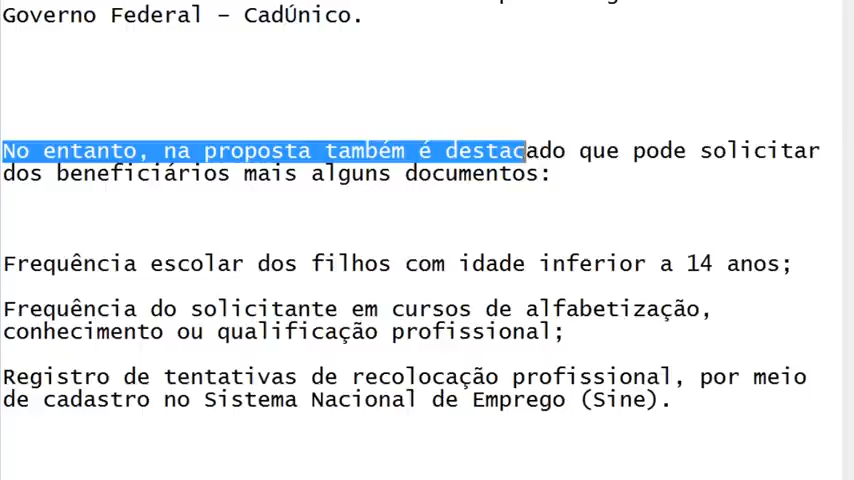 Governo Federal – CadÚnico.
No entanto, na proposta também é destacado que pode solicitar
dos beneficiários mais alguns documentos:
Frequência escolar dos filhos com idade inferior a 14 anos;
Frequência do solicitante em cursos de alfabetização,
conhecimento ou qualificação profissional;
Registro de tentativas de recolocação profissional, por meio
de cadastro no Sistema Nacional de Emprego (Sine).